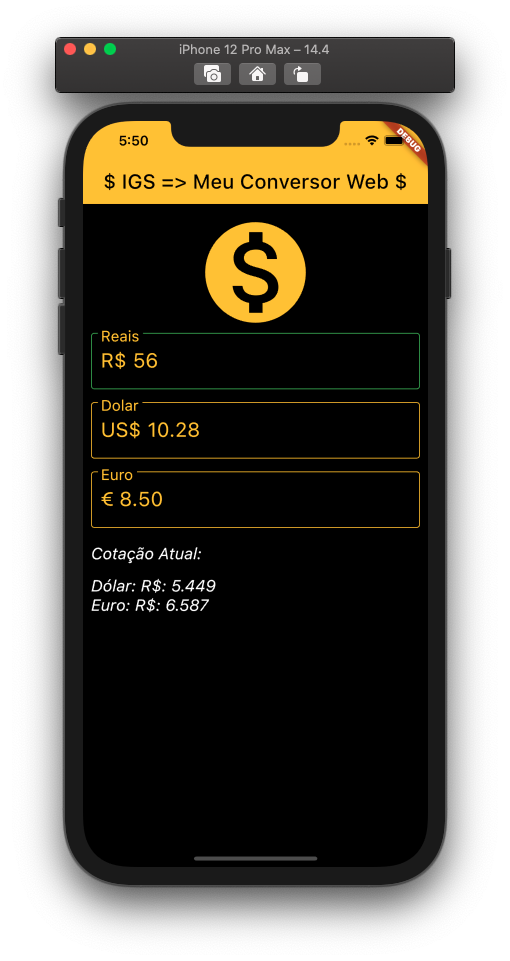 iPhone 12 Pro Max – 14.4
5:50
DEBUG
$ IGS => Meu Conversor Web $
$
Reais
R$ 56
Dolar
US$ 10.28
Euro
€ 8.50
Cotação Atual:
Dólar: R$: 5.449
Euro: R$: 6.587